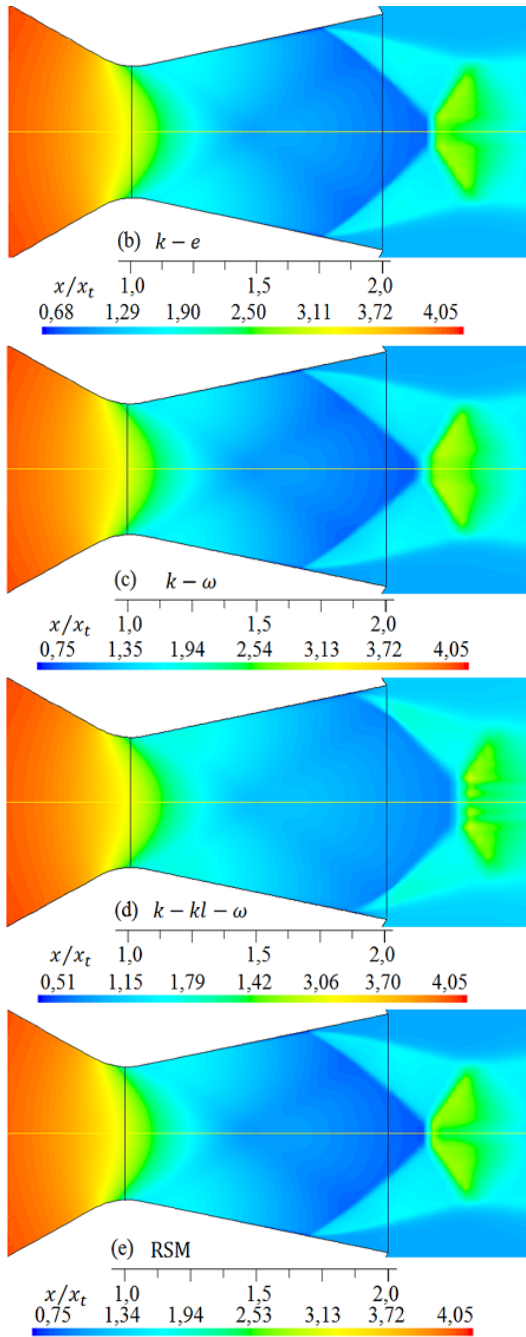 (b) k − e
x/x_t
1,0 1,5 2,0
0,68 1,29 1,90 2,50 3,11 3,72 4,05
(c) k − ω
x/x_t
1,0 1,5 2,0
0,75 1,35 1,94 2,54 3,13 3,72 4,05
(d) k − kl − ω
x/x_t
1,0 1,5 2,0
0,51 1,15 1,79 1,42 3,06 3,70 4,05
(e) RSM
x/x_t
1,0 1,5 2,0
0,75 1,34 1,94 2,53 3,13 3,72 4,05